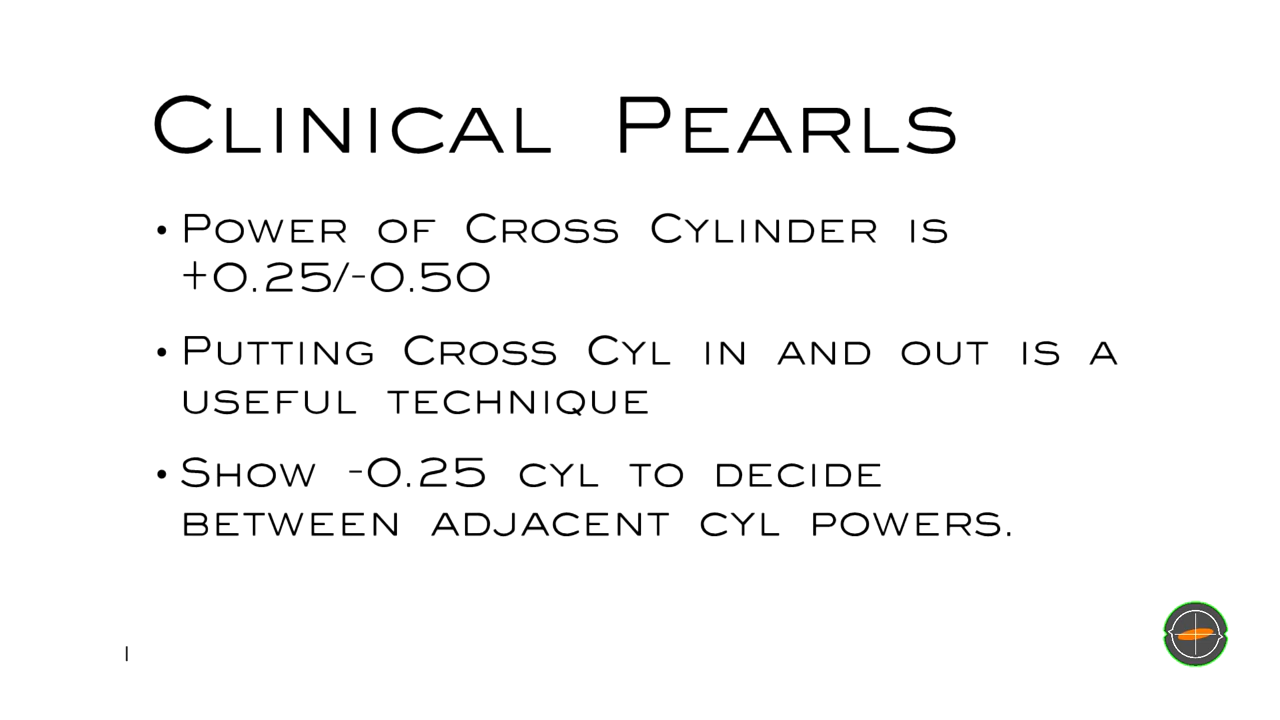 Clinical Pearls
• Power of Cross Cylinder is
+0.25/-0.50
• Putting Cross Cyl in and out is a
useful technique
• Show -0.25 cyl to decide
between adjacent cyl powers.
1